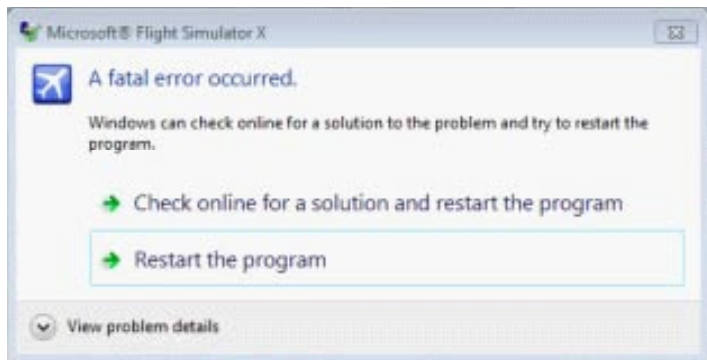 Microsoft® Flight Simulator X
A fatal error occurred.
Windows can check online for a solution to the problem and try to restart the
program.
Check online for a solution and restart the program
Restart the program
View problem details